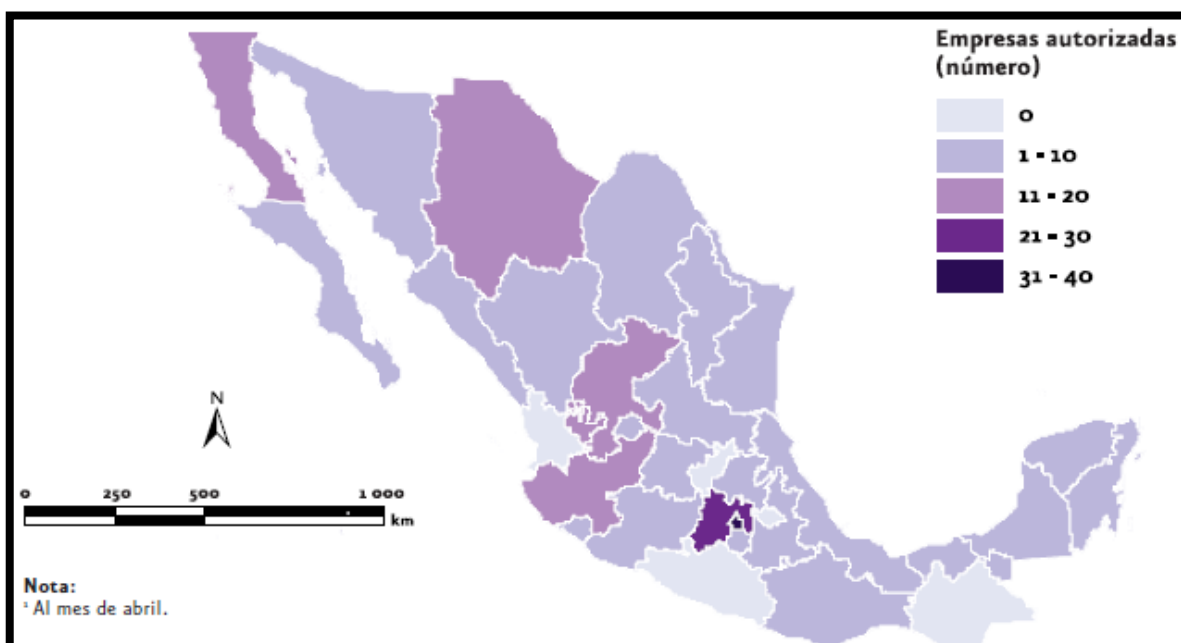 Empresas autorizadas
(número)
0
1 - 10
11 - 20
21 - 30
31 - 40
N
0 250 500 1 000
km
Nota:
¹ Al mes de abril.